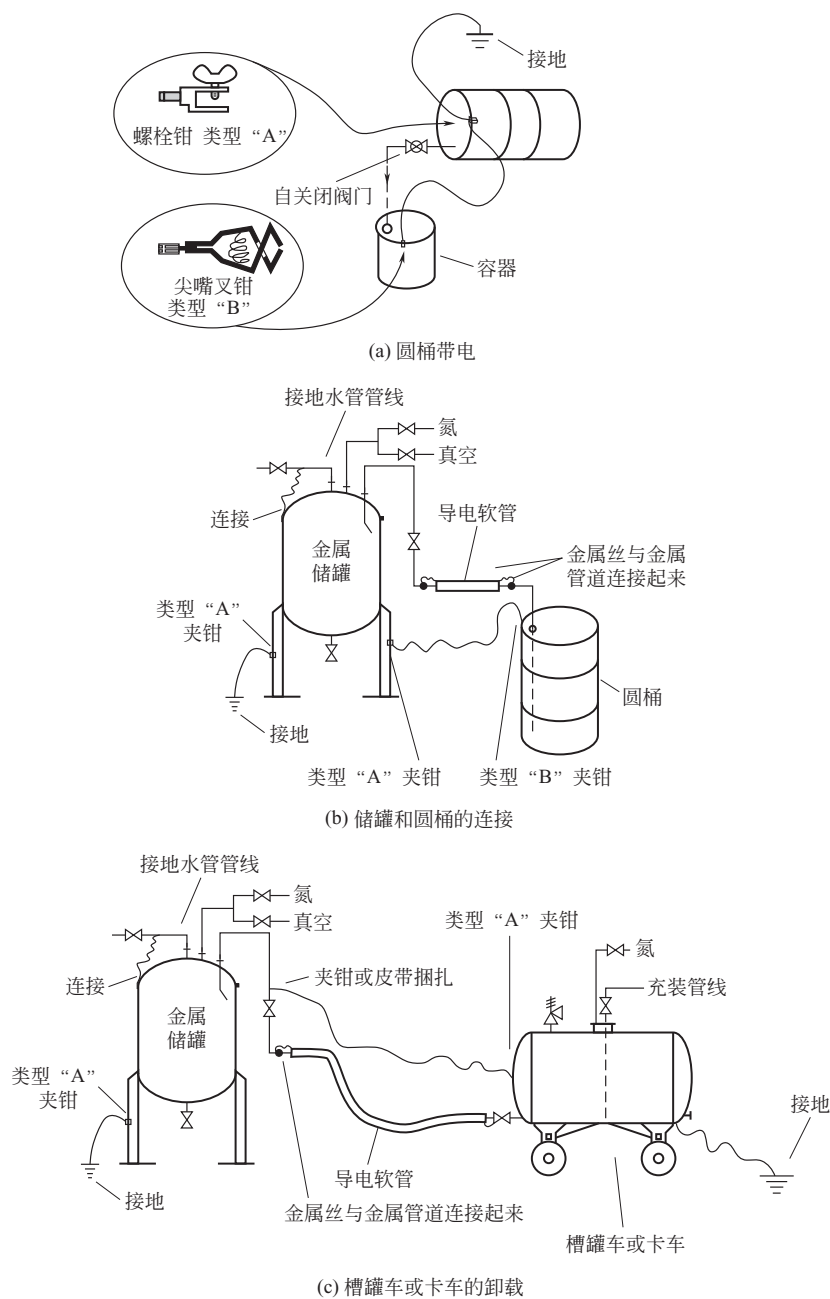 接地
螺栓钳 类型 “A”
自关闭阀门
尖嘴叉钳
类型 “B”
容器
(a) 圆桶带电
接地水管管线
氮
真空
连接
金属
储罐
导电软管
金属丝与金属
管道连接起来
类型 “A”
夹钳
接地
圆桶
类型 “A” 夹钳
类型 “B” 夹钳
(b) 储罐和圆桶的连接
接地水管管线
氮
真空
类型 “A” 夹钳
氮
连接
夹钳或皮带捆扎
充装管线
金属
储罐
类型 “A”
夹钳
接地
导电软管
接地
金属丝与金属管道连接起来
槽罐车或卡车
(c) 槽罐车或卡车的卸载